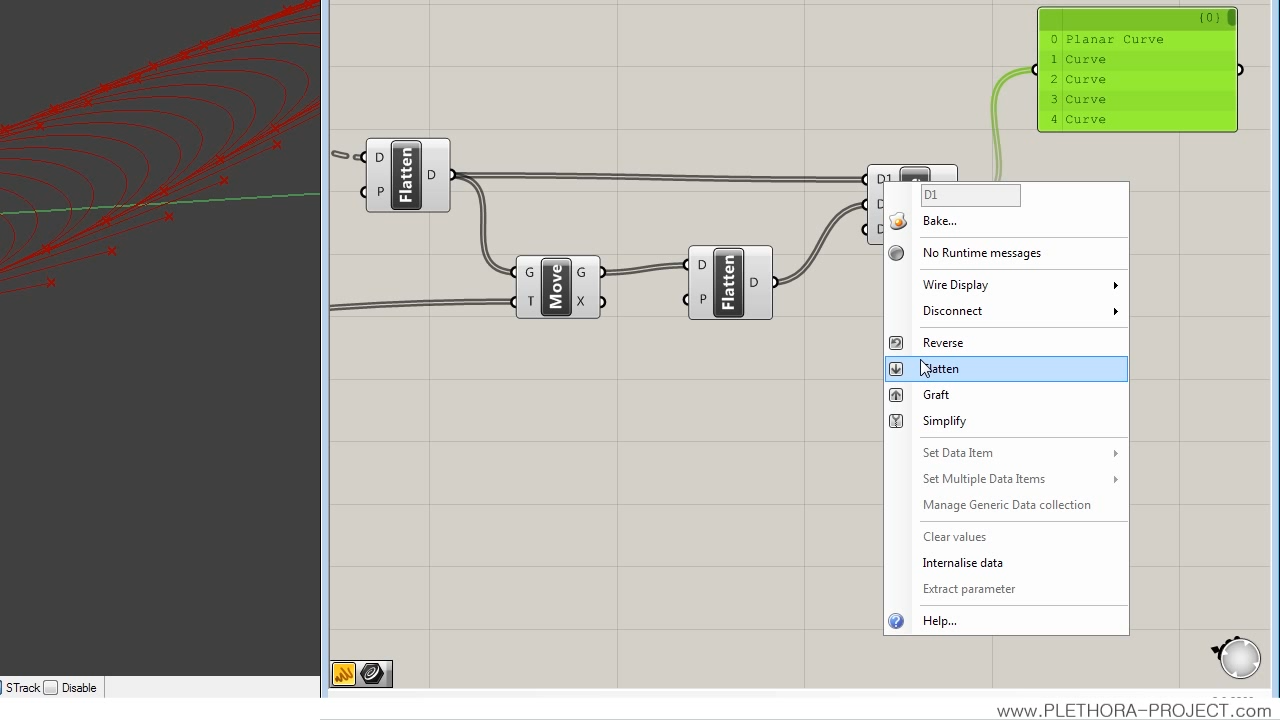 {0}
0 Planar Curve
1 Curve
2 Curve
3 Curve
4 Curve
D Flatten D
P
D1
D
D
D1
Bake...
No Runtime messages
Wire Display
Disconnect
Reverse
Flatten
Graft
Simplify
Set Data Item
Set Multiple Data Items
Manage Generic Data collection
Clear values
Internalise data
Extract parameter
Help...
G Move G
T X
D Flatten D
P
STrack Disable
www.PLETHORA-PROJECT.com